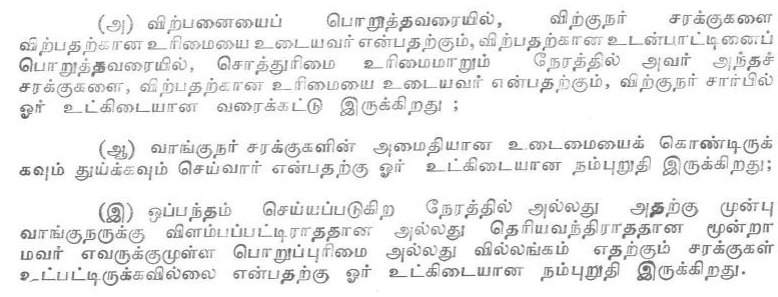 (அ) விற்பனையைப் பொறுத்தவரையில், விற்குநர் சரக்குகளை
விற்பதற்கான உரிமையை உடையவர் என்பதற்கும், விற்பதற்கான உடன்பாட்டினைப்
பொறுத்தவரையில், சொத்துரிமை உரிமைமாறும் நேரத்தில் அவர் அந்தச்
சரக்குகளை, விற்பதற்கான உரிமையை உடையவர் என்பதற்கும், விற்குநர் சார்பில்
ஓர் உட்கிடையான வரைக்கட்டு இருக்கிறது ;
(ஆ) வாங்குநர் சரக்குகளின் அமைதியான உடைமையைக் கொண்டிருக்
கவும் துய்க்கவும் செய்வார் என்பதற்கு ஓர் உட்கிடையான நம்புறுதி இருக்கிறது;
(இ) ஒப்பந்தம் செய்யப்படுகிற நேரத்தில் அல்லது அதற்கு முன்பு
வாங்குநருக்கு விளம்பப்பட்டிராததான அல்லது தெரியவந்திராததான மூன்றா
மவர் எவருக்குமுள்ள பொறுப்புரிமை அல்லது வில்லங்கம் எதற்கும் சரக்குகள்
உட்பட்டிருக்கவில்லை என்பதற்கு ஓர் உட்கிடையான நம்புறுதி இருக்கிறது.